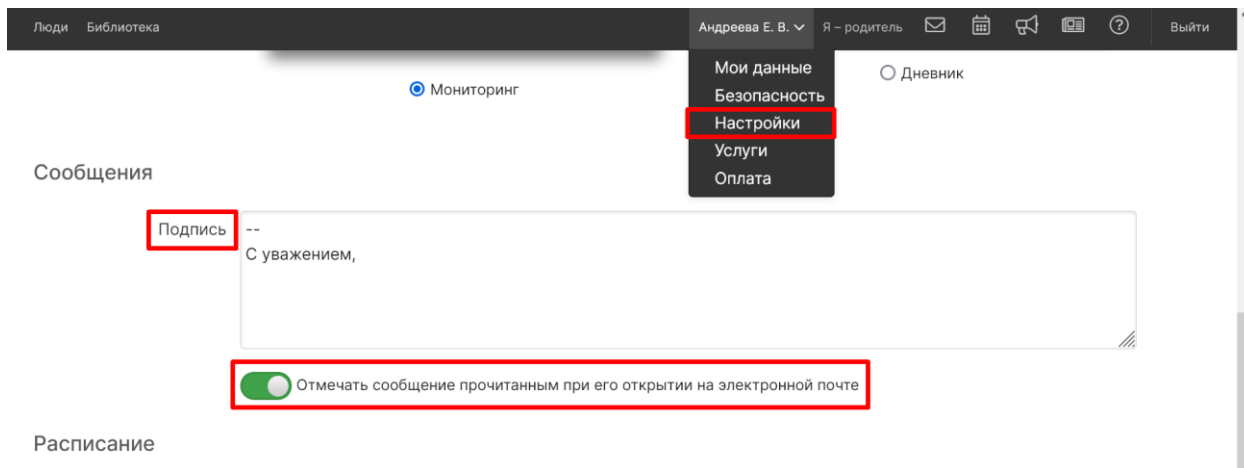 Люди Библиотека Андреева Е. В. Я – родитель Выйти
Мои данные
Безопасность
Настройки
Услуги
Оплата
Мониторинг
Дневник
Сообщения
Подпись
--
С уважением,
Отмечать сообщение прочитанным при его открытии на электронной почте
Расписание